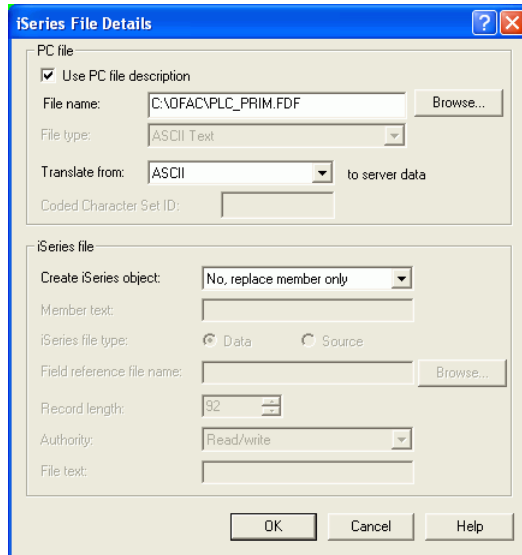 iSeries File Details
PC file
Use PC file description
File name: C:\OFAC\PLC_PRIM.FDF Browse...
File type: ASCII Text
Translate from: ASCII to server data
Coded Character Set ID:
iSeries file
Create iSeries object: No, replace member only
Member text:
iSeries file type: Data Source
Field reference file name: Browse...
Record length: 92
Authority: Read/write
File text:
OK Cancel Help